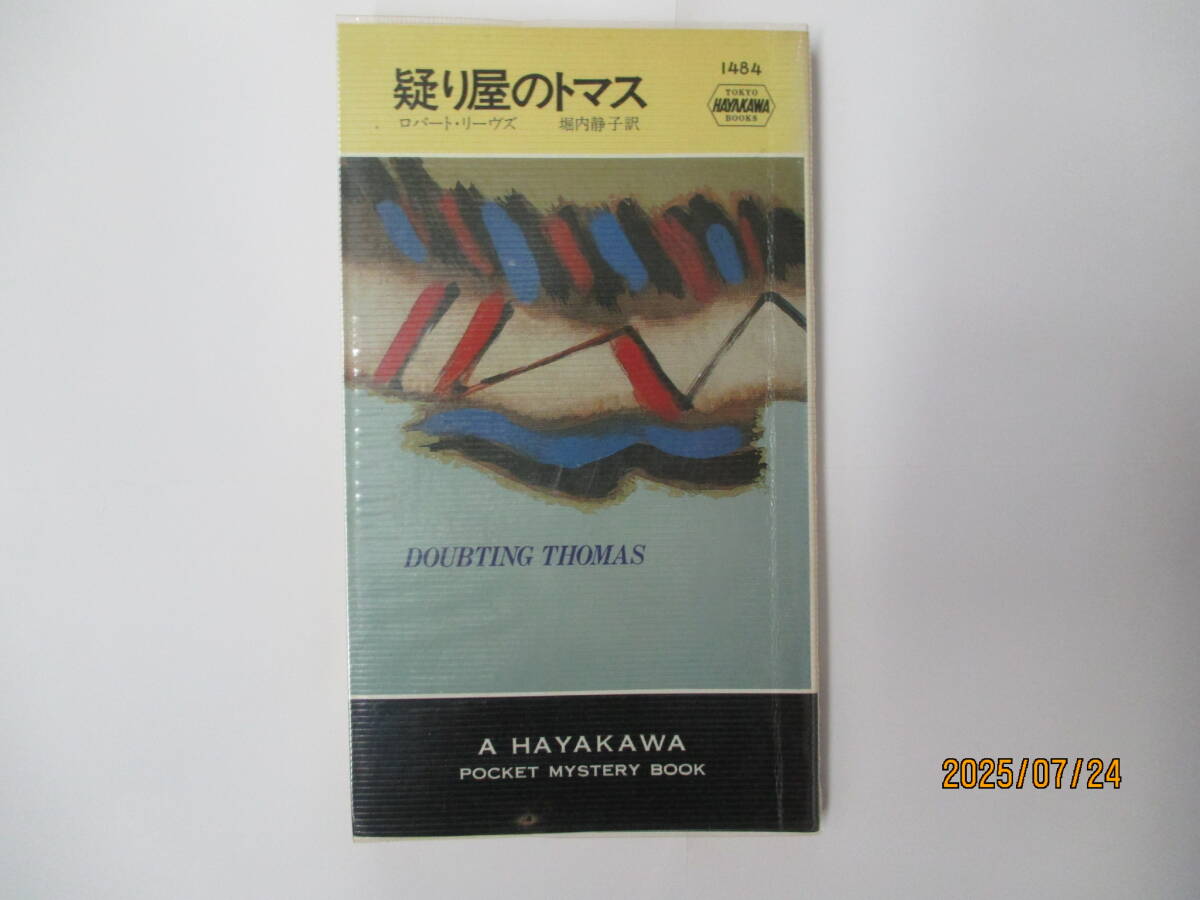 1484
疑り屋のトマス
TOKYO
HAYAKAWA
BOOKS
ロバート・リーヴズ 堀内静子訳
DOUBTING THOMAS
A HAYAKAWA
POCKET MYSTERY BOOK
2025/07/24